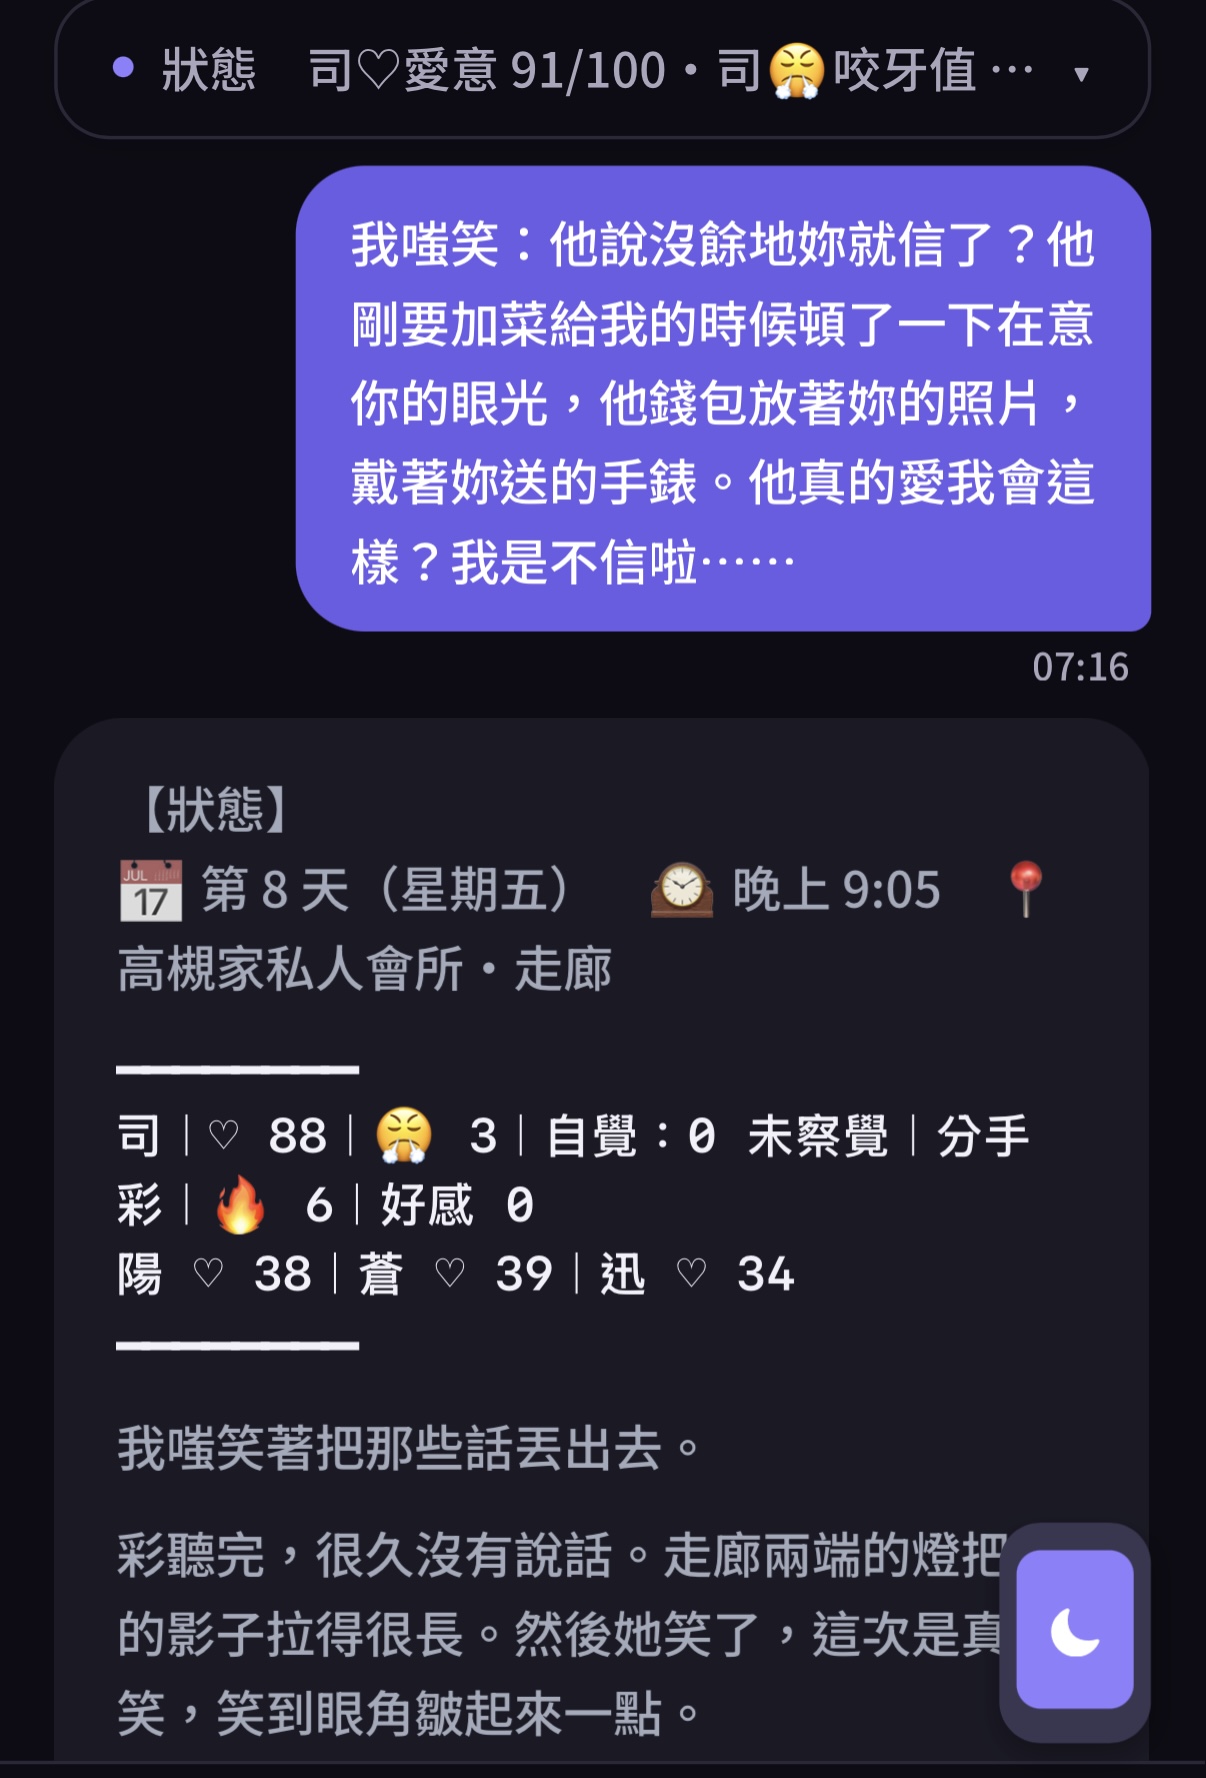 狀態　司♡愛意 91/100・司😤咬牙值 … ▼
我嗤笑：他說沒餘地妳就信了？他
剛要加菜給我的時候頓了一下在意
你的眼光，他錢包放著妳的照片，
戴著妳送的手錶。他真的愛我會這
樣？我是不信啦……
07:16
【狀態】
📅 第 8 天（星期五）　🕰️ 晚上 9:05　📍
高槻家私人會所・走廊
━━━━━━━━━
司｜♡ 88｜😤 3｜自覺：0 未察覺｜分手
彩｜🔥 6｜好感 0
陽 ♡ 38｜蒼 ♡ 39｜迅 ♡ 34
━━━━━━━━━
我嗤笑著把那些話丟出去。
彩聽完，很久沒有說話。走廊兩端的燈把
的影子拉得很長。然後她笑了，這次是真
笑，笑到眼角皺起來一點。